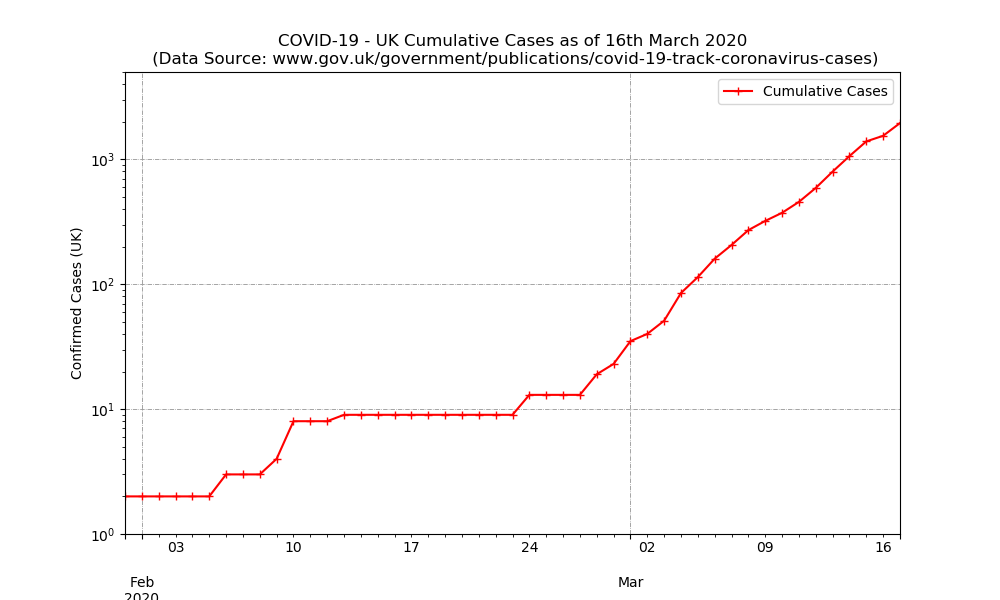 COVID-19 - UK Cumulative Cases as of 16th March 2020
(Data Source: www.gov.uk/government/publications/covid-19-track-coronavirus-cases)
Cumulative Cases
Confirmed Cases (UK)
10³
10²
10¹
10⁰
03 10 17 24 02 09 16
Feb Mar
2020